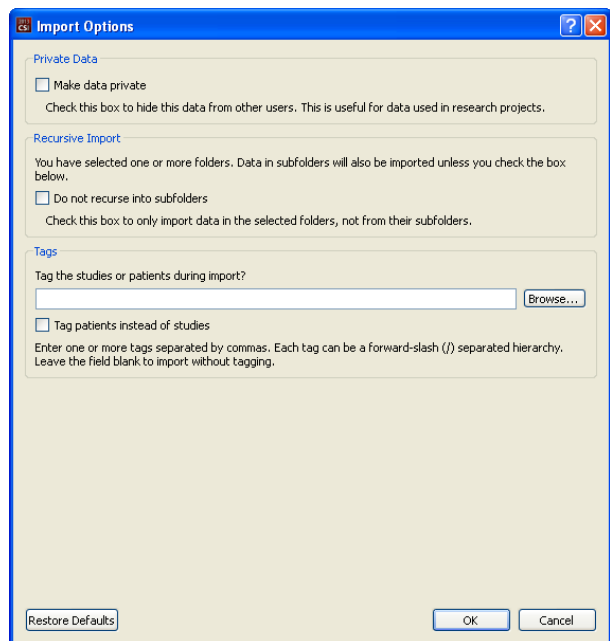 2013
CSI
Import Options
Private Data
Make data private
Check this box to hide this data from other users. This is useful for data used in research projects.
Recursive Import
You have selected one or more folders. Data in subfolders will also be imported unless you check the box
below.
Do not recurse into subfolders
Check this box to only import data in the selected folders, not from their subfolders.
Tags
Tag the studies or patients during import?
Browse...
Tag patients instead of studies
Enter one or more tags separated by commas. Each tag can be a forward-slash (/) separated hierarchy.
Leave the field blank to import without tagging.
Restore Defaults
OK
Cancel